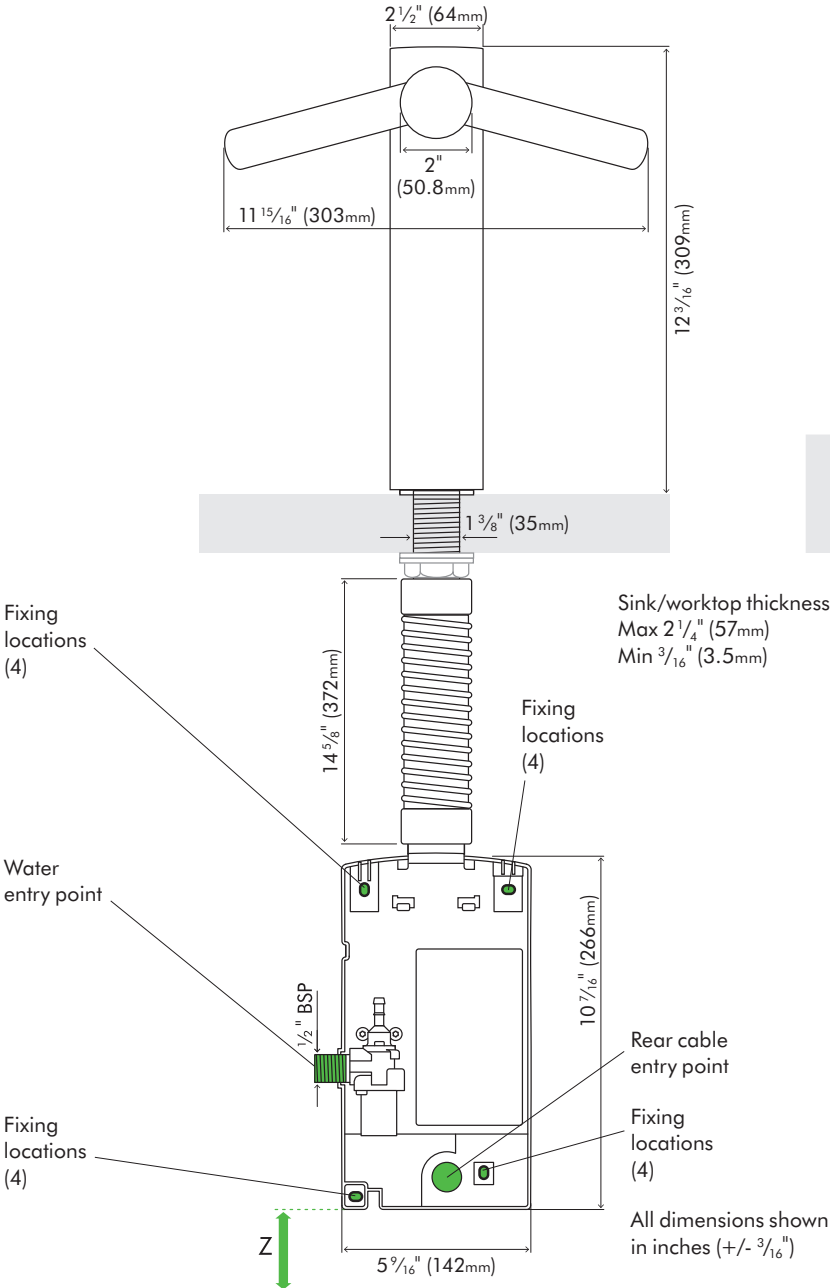 2 1/2" (64mm)
2"
(50.8mm)
11 15/16" (303mm)
12 3/16" (309mm)
1 3/8" (35mm)
Fixing
locations
(4)
Sink/worktop thickness
Max 2 1/4" (57mm)
Min 3/16" (3.5mm)
14 5/8" (372mm)
Fixing
locations
(4)
Water
entry point
10 7/16" (266mm)
1/2" BSP
Rear cable
entry point
Fixing
locations
(4)
Fixing
locations
(4)
All dimensions shown
in inches (+/- 3/16")
Z
5 9/16" (142mm)